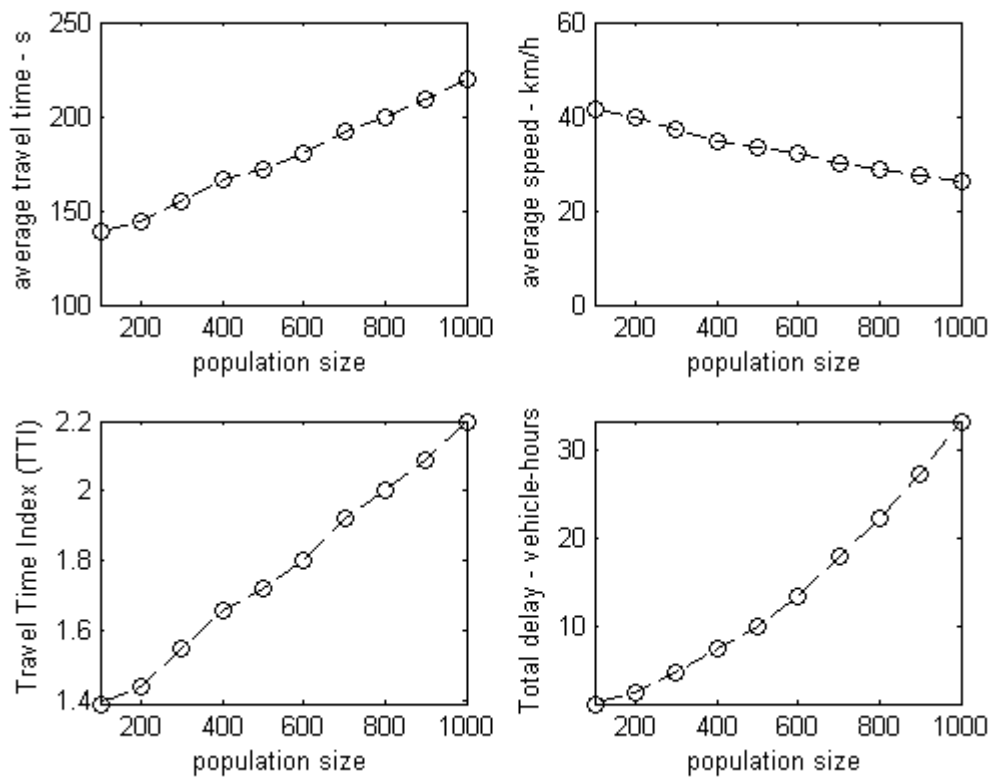 average travel time - s
250
200
150
100
200 400 600 800 1000
population size
average speed - km/h
60
40
20
0
200 400 600 800 1000
population size
Travel Time Index (TTI)
2.2
2
1.8
1.6
1.4
200 400 600 800 1000
population size
Total delay - vehicle-hours
30
20
10
200 400 600 800 1000
population size